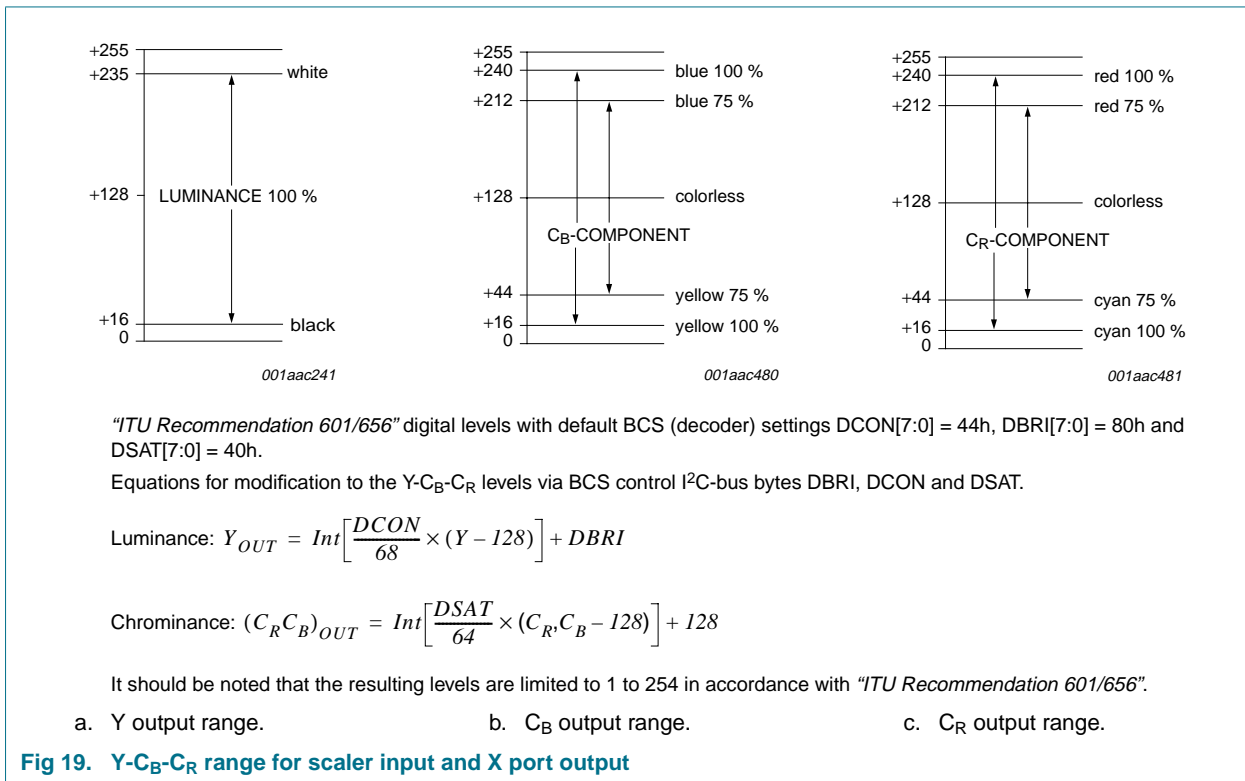 +255
+235
white
+128
LUMINANCE 100 %
+16
black
0
001aac241
+255
+240
blue 100 %
+212
blue 75 %
+128
colorless
CB-COMPONENT
+44
yellow 75 %
+16
yellow 100 %
0
001aac480
+255
+240
red 100 %
+212
red 75 %
+128
colorless
CR-COMPONENT
+44
cyan 75 %
+16
cyan 100 %
0
001aac481
“ITU Recommendation 601/656” digital levels with default BCS (decoder) settings DCON[7:0] = 44h, DBRI[7:0] = 80h and
DSAT[7:0] = 40h.
Equations for modification to the Y-CB-CR levels via BCS control I²C-bus bytes DBRI, DCON and DSAT.
Luminance: YOUT = Int[DCON/68 × (Y – 128)] + DBRI
Chrominance: (CRCB)OUT = Int[DSAT/64 × (CR,CB – 128)] + 128
It should be noted that the resulting levels are limited to 1 to 254 in accordance with “ITU Recommendation 601/656”.
a. Y output range.
b. CB output range.
c. CR output range.
Fig 19. Y-CB-CR range for scaler input and X port output